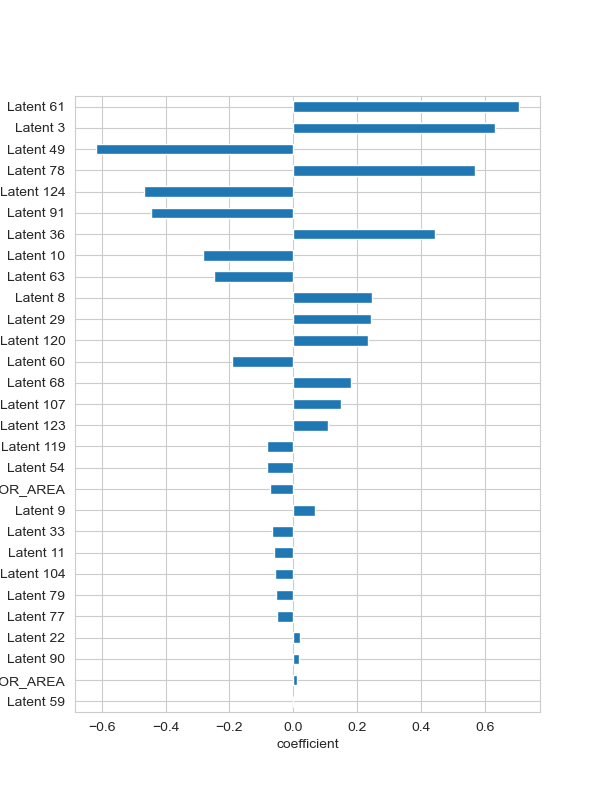 Latent 61
Latent 3
Latent 49
Latent 78
Latent 124
Latent 91
Latent 36
Latent 10
Latent 63
Latent 8
Latent 29
Latent 120
Latent 60
Latent 68
Latent 107
Latent 123
Latent 119
Latent 54
OR_AREA
Latent 9
Latent 33
Latent 11
Latent 104
Latent 79
Latent 77
Latent 22
Latent 90
OR_AREA
Latent 59
−0.6 −0.4 −0.2 0.0 0.2 0.4 0.6
coefficient